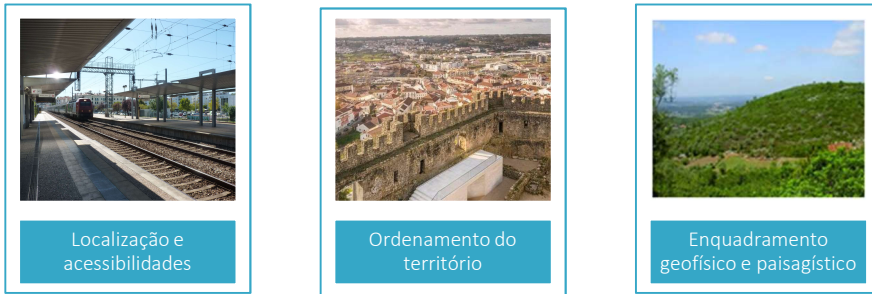 Localização e
acessibilidades
Ordenamento do
território
Enquadramento
geofísico e paisagístico